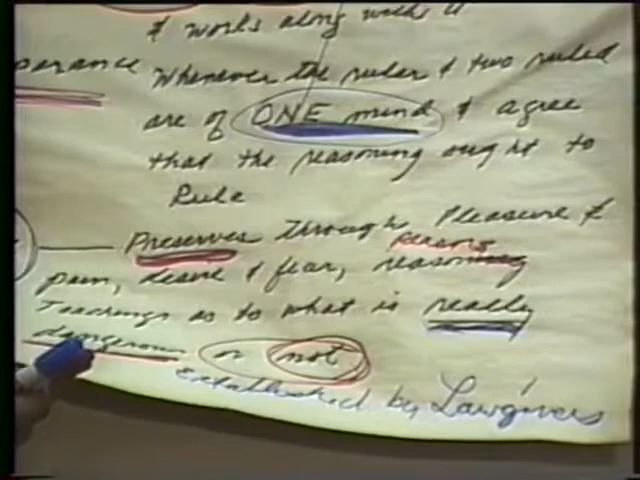 & works along with it
perance Whenever the ruler & two ruled
are of ONE mind & agree
that the reasoning ought to
Rule
Preserves through Pleasure &
pain, desire & fear, reasoning reasons
Teachings as to what is really
dangerous or not
Established by Lawgivers